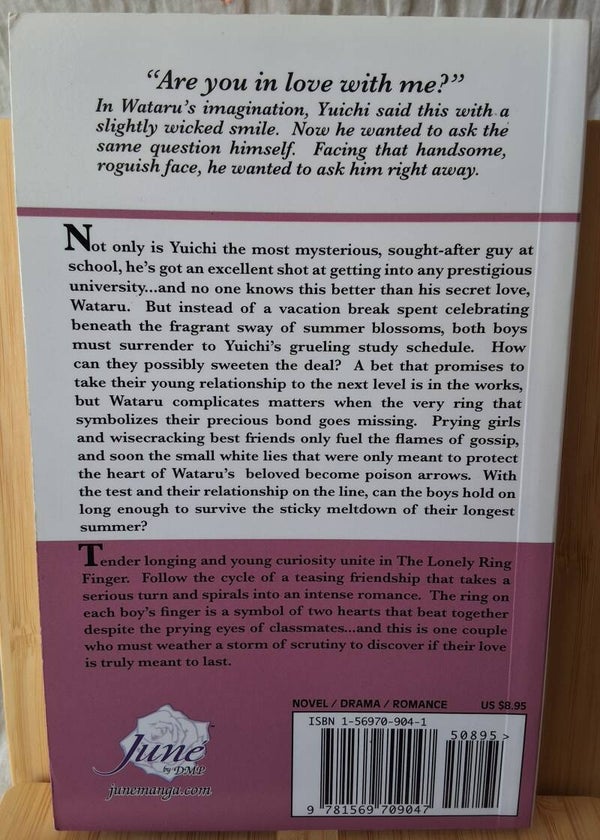 “Are you in love with me?”
In Wataru’s imagination, Yuichi said this with a
slightly wicked smile. Now he wanted to ask the
same question himself. Facing that handsome,
roguish face, he wanted to ask him right away.
Not only is Yuichi the most mysterious, sought-after guy at
school, he’s got an excellent shot at getting into any prestigious
university...and no one knows this better than his secret love,
Wataru. But instead of a vacation break spent celebrating
beneath the fragrant sway of summer blossoms, both boys
must surrender to Yuichi’s grueling study schedule. How
can they possibly sweeten the deal? A bet that promises to
take their young relationship to the next level is in the works,
but Wataru complicates matters when the very ring that
symbolizes their precious bond goes missing. Prying girls
and wisecracking best friends only fuel the flames of gossip,
and soon the small white lies that were only meant to protect
the heart of Wataru’s beloved become poison arrows. With
the test and their relationship on the line, can the boys hold on
long enough to survive the sticky meltdown of their longest
summer?
Tender longing and young curiosity unite in The Lonely Ring
Finger. Follow the cycle of a teasing friendship that takes a
serious turn and spirals into an intense romance. The ring on
each boy’s finger is a symbol of two hearts that beat together
despite the prying eyes of classmates...and this is one couple
who must weather a storm of scrutiny to discover if their love
is truly meant to last.
NOVEL / DRAMA / ROMANCE US $8.95
ISBN 1-56970-904-1
50895 >
9 781569 709047
June™
by DMP
junemanga.com